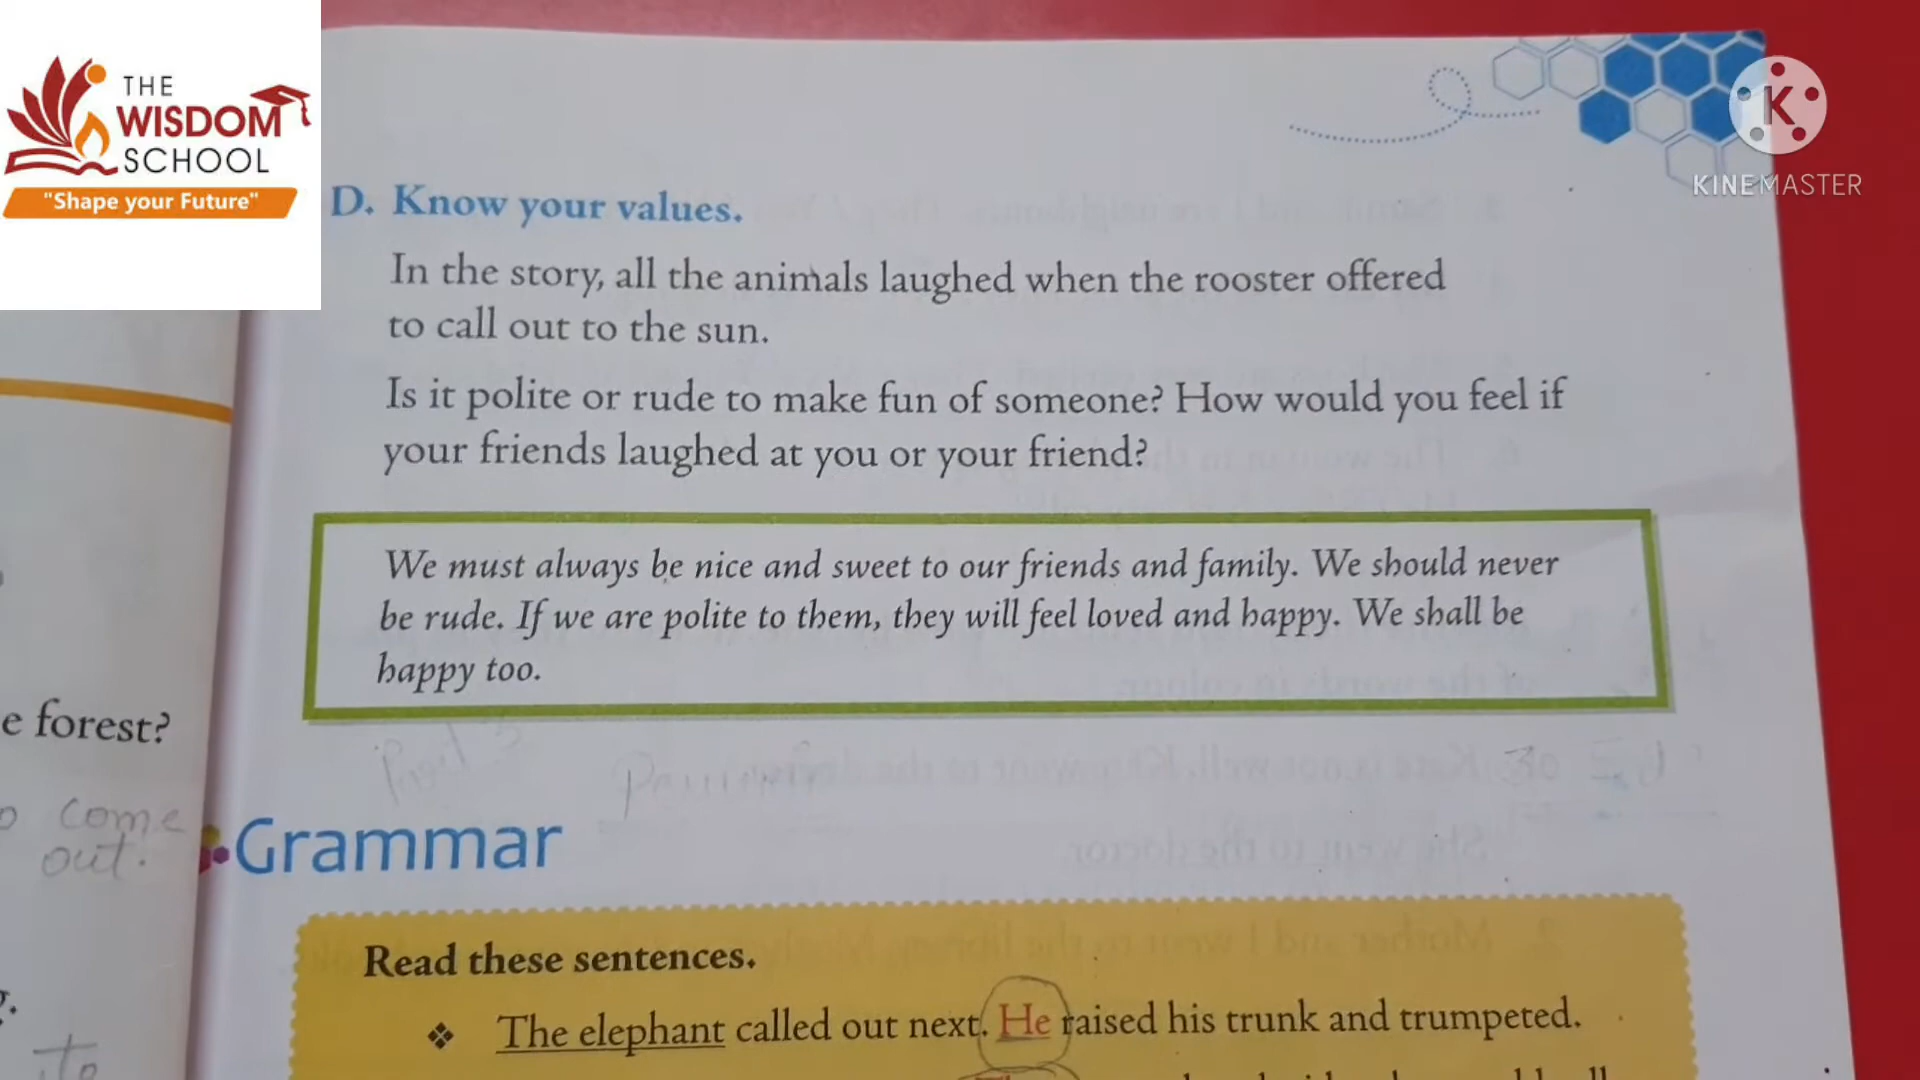 THE
WISDOM
SCHOOL
"Shape your Future"
K
KINEMASTER
D. Know your values.
In the story, all the animals laughed when the rooster offered
to call out to the sun.
Is it polite or rude to make fun of someone? How would you feel if
your friends laughed at you or your friend?
We must always be nice and sweet to our friends and family. We should never
be rude. If we are polite to them, they will feel loved and happy. We shall be
happy too.
e forest?
come
out.
to
Grammar
Read these sentences.
❖ The elephant called out next. He raised his trunk and trumpeted.